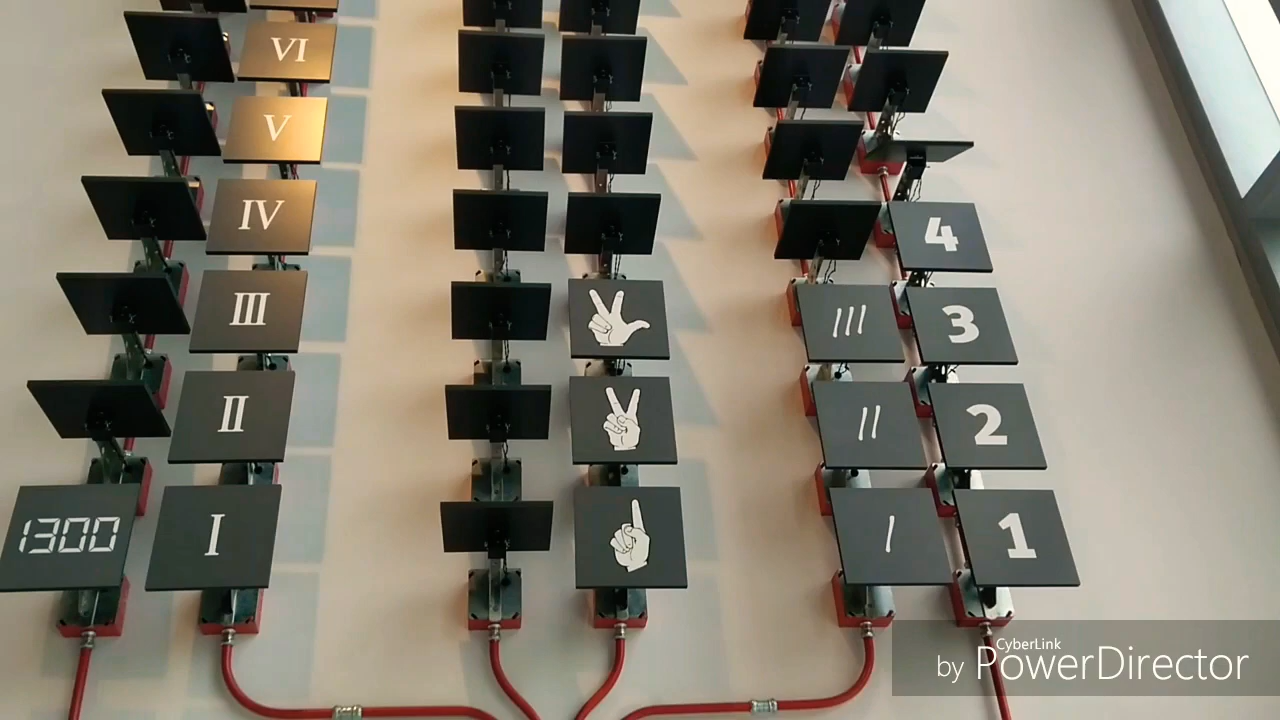 VI
V
IV
III
4
III 3
II
II 2
1300 I
I 1
CyberLink
by PowerDirector